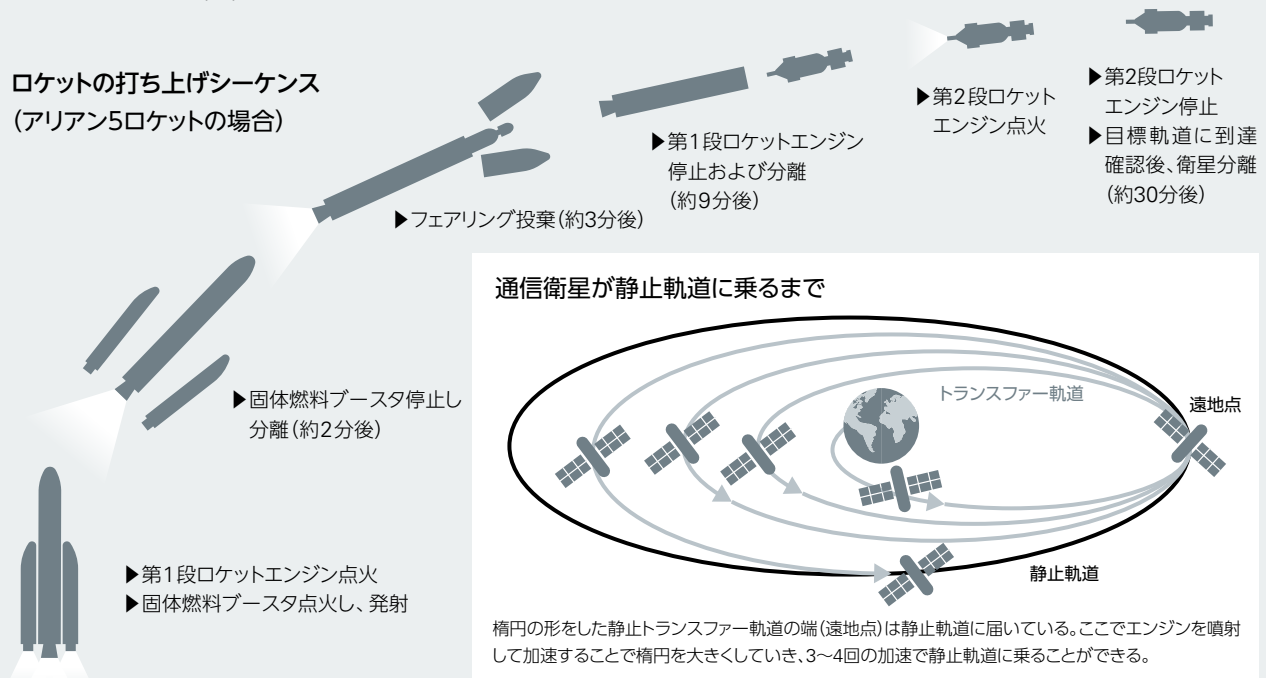 ロケットの打ち上げシーケンス
(アリアン5ロケットの場合)
▶第1段ロケットエンジン点火
▶固体燃料ブースタ点火し、発射
▶固体燃料ブースタ停止し
分離(約2分後)
▶フェアリング投棄(約3分後)
▶第1段ロケットエンジン
停止および分離
(約9分後)
▶第2段ロケット
エンジン点火
▶第2段ロケット
エンジン停止
▶目標軌道に到達
確認後、衛星分離
(約30分後)
通信衛星が静止軌道に乗るまで
トランスファー軌道
遠地点
静止軌道
楕円の形をした静止トランスファー軌道の端(遠地点)は静止軌道に届いている。ここでエンジンを噴射
して加速することで楕円を大きくしていき、3〜4回の加速で静止軌道に乗ることができる。